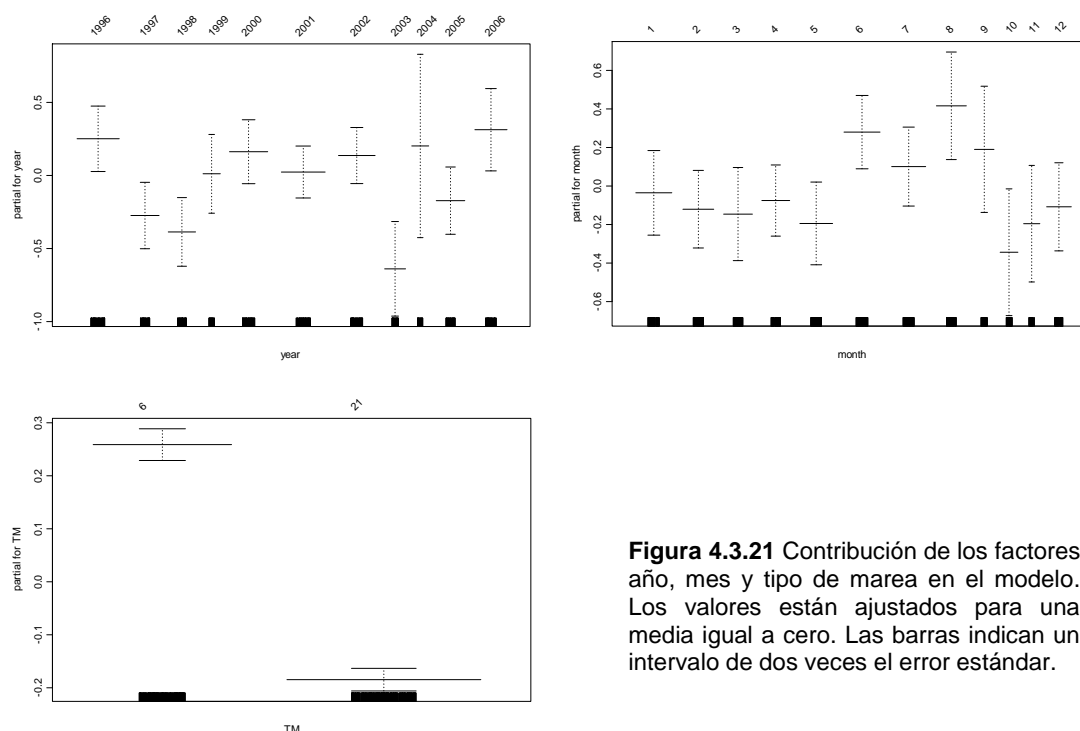 1996 1997 1998 1999 2000 2001 2002 2003 2004 2005 2006
partial for year
0.5
0.0
-0.5
-1.0
year
1 2 3 4 5 6 7 8 9 10 11 12
partial for month
0.6
0.4
0.2
0.0
-0.2
-0.4
-0.6
month
6 21
partial for TM
0.3
0.2
0.1
0.0
-0.1
-0.2
TM
Figura 4.3.21 Contribución de los factores
año, mes y tipo de marea en el modelo.
Los valores están ajustados para una
media igual a cero. Las barras indican un
intervalo de dos veces el error estándar.